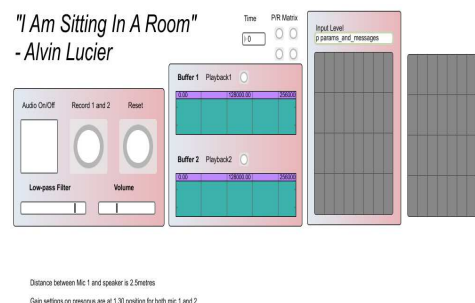 "I Am Sitting In A Room"
- Alvin Lucier
Time P/R Matrix
0
Input Level
p params_and_messages
Buffer 1 Playback1
0.00 128000.00 256000
Audio On/Off Record 1 and 2 Reset
Buffer 2 Playback2
0.00 128000.00 256000
Low-pass Filter Volume
Distance between Mic 1 and speaker is 2.5metres
Gain settings on presonus are at 1.30 position for both mic 1 and 2